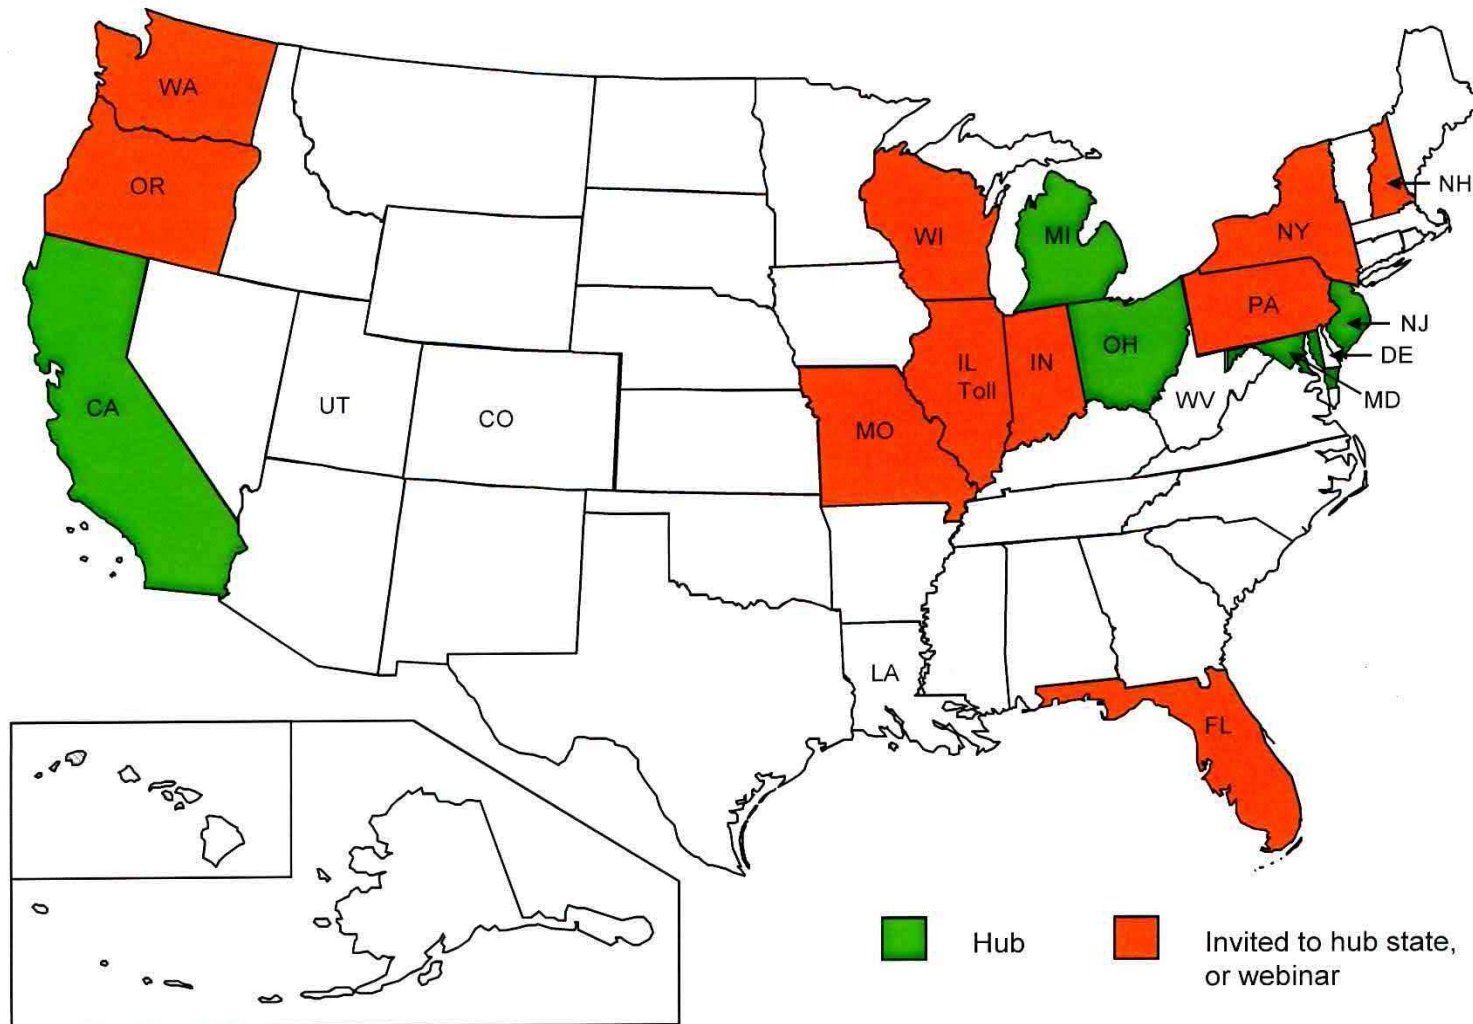 WA
OR
NH
WI
MI
NY
PA
NJ
OH
DE
IL
Toll
IN
CA
UT
CO
WV
MD
MO
LA
FL
Hub
Invited to hub state,
or webinar